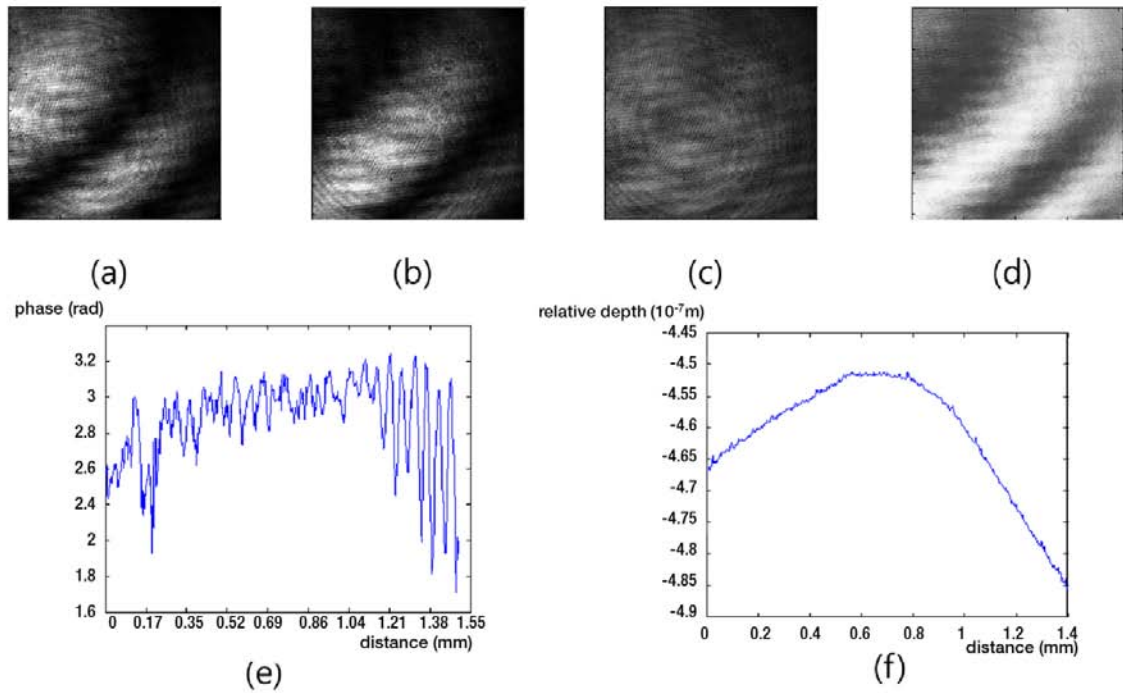 (a) (b) (c) (d)
phase (rad)
3.2
3
2.8
2.6
2.4
2.2
2
1.8
1.6
0 0.17 0.35 0.52 0.69 0.86 1.04 1.21 1.38 1.55
distance (mm)
(e)
relative depth (10⁻⁷m)
-4.45
-4.5
-4.55
-4.6
-4.65
-4.7
-4.75
-4.8
-4.85
-4.9
0 0.2 0.4 0.6 0.8 1 1.2 1.4
distance (mm)
(f)